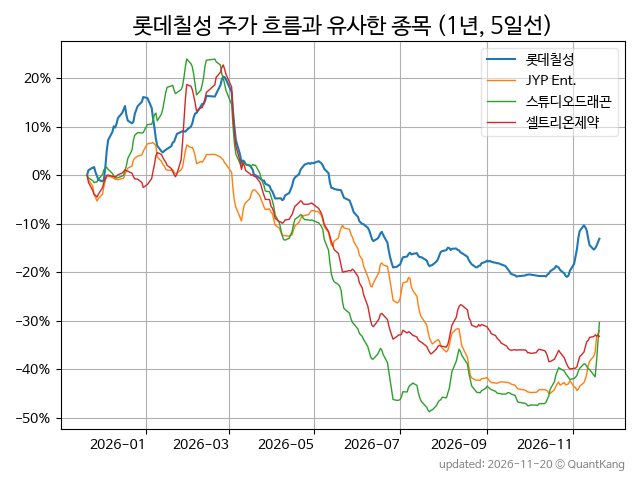 롯데칠성 주가 흐름과 유사한 종목 (1년, 5일선)
롯데칠성
JYP Ent.
스튜디오드래곤
셀트리온제약
20%
10%
0%
−10%
−20%
−30%
−40%
−50%
2026-01
2026-03
2026-05
2026-07
2026-09
2026-11
updated: 2026-11-20 © QuantKang